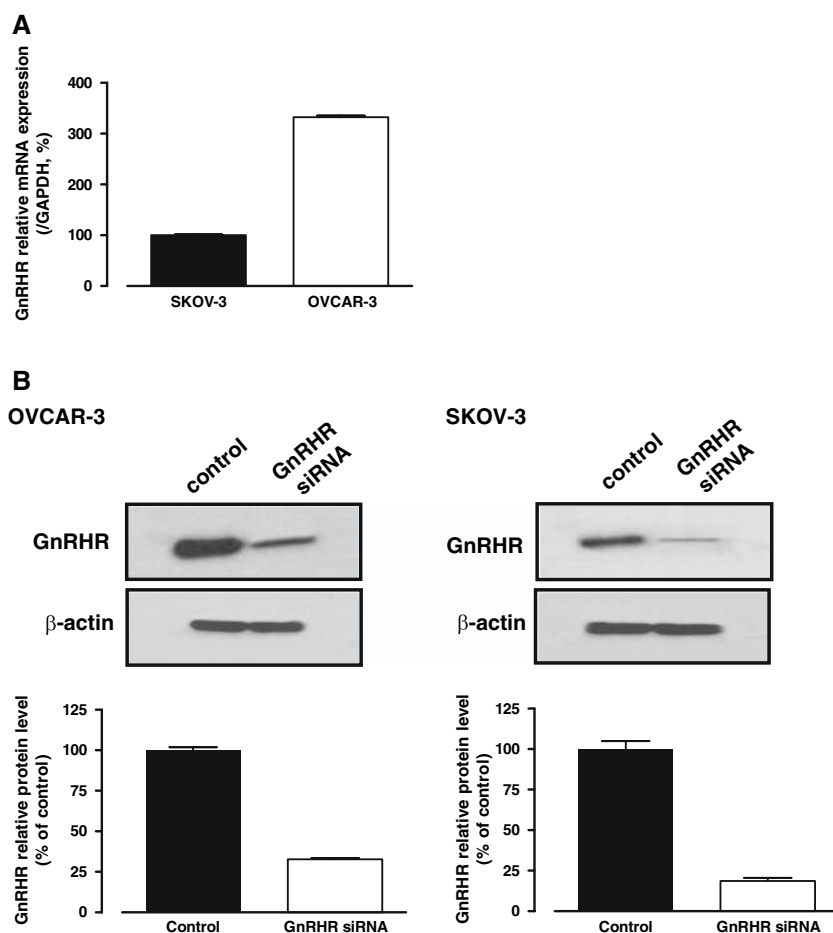 A
GnRHR relative mRNA expression
(/GAPDH, %)
400
300
200
100
0
SKOV-3
OVCAR-3
B
OVCAR-3
control
GnRHR
siRNA
GnRHR
β-actin
GnRHR relative protein level
(% of control)
125
100
75
50
25
0
Control
GnRHR siRNA
SKOV-3
control
GnRHR
siRNA
GnRHR
β-actin
GnRHR relative protein level
(% of control)
125
100
75
50
25
0
Control
GnRHR siRNA